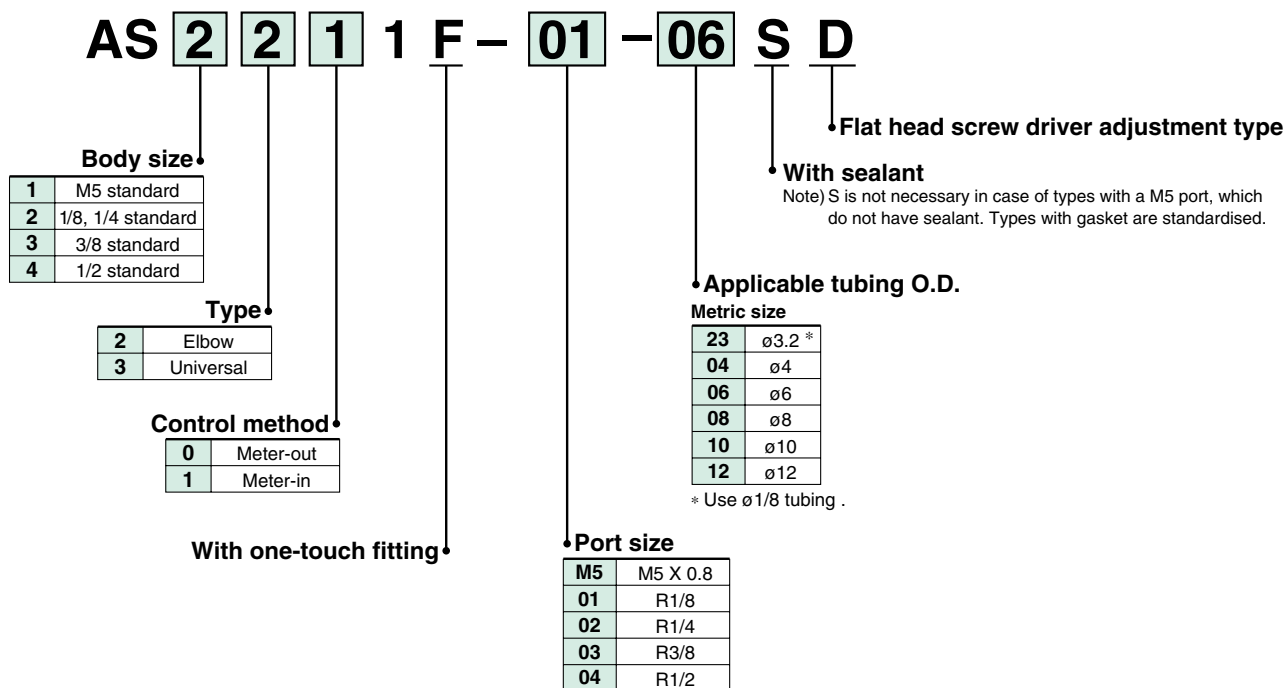 AS 2 2 1 1 F – 01 – 06 S D
Flat head screw driver adjustment type
With sealant
Note) S is not necessary in case of types with a M5 port, which
do not have sealant. Types with gasket are standardised.
Body size
1 M5 standard
2 1/8, 1/4 standard
3 3/8 standard
4 1/2 standard
Type
2 Elbow
3 Universal
Control method
0 Meter-out
1 Meter-in
With one-touch fitting
Applicable tubing O.D.
Metric size
23 ø3.2 *
04 ø4
06 ø6
08 ø8
10 ø10
12 ø12
* Use ø1/8 tubing .
Port size
M5 M5 X 0.8
01 R1/8
02 R1/4
03 R3/8
04 R1/2